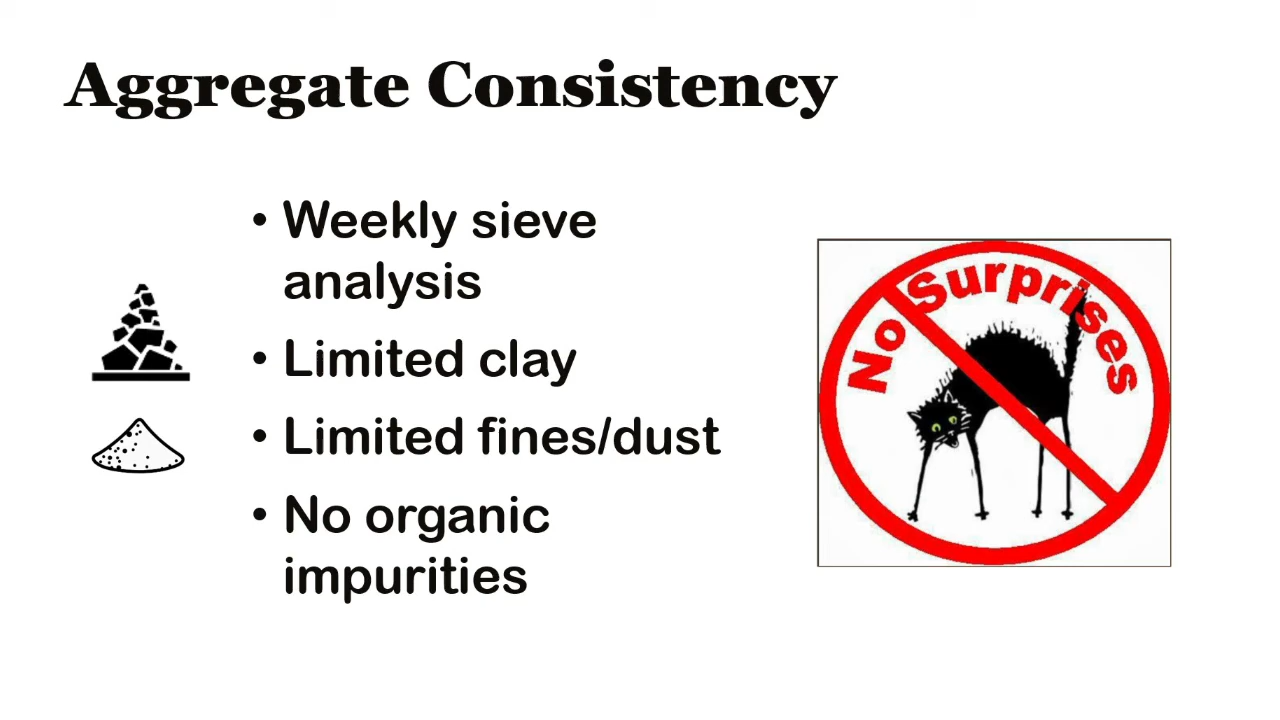 Aggregate Consistency
• Weekly sieve
analysis
• Limited clay
• Limited fines/dust
• No organic
impurities
No Surprises